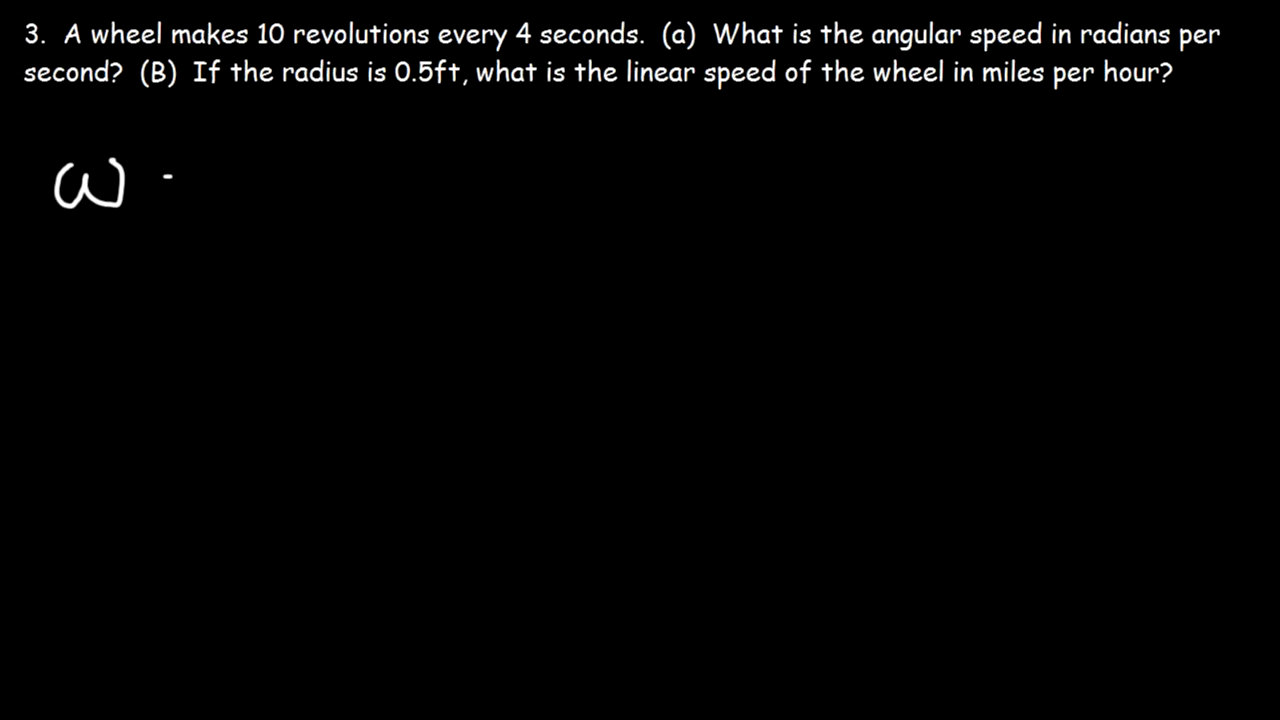 3. A wheel makes 10 revolutions every 4 seconds. (a) What is the angular speed in radians per
second? (B) If the radius is 0.5ft, what is the linear speed of the wheel in miles per hour?
ω -